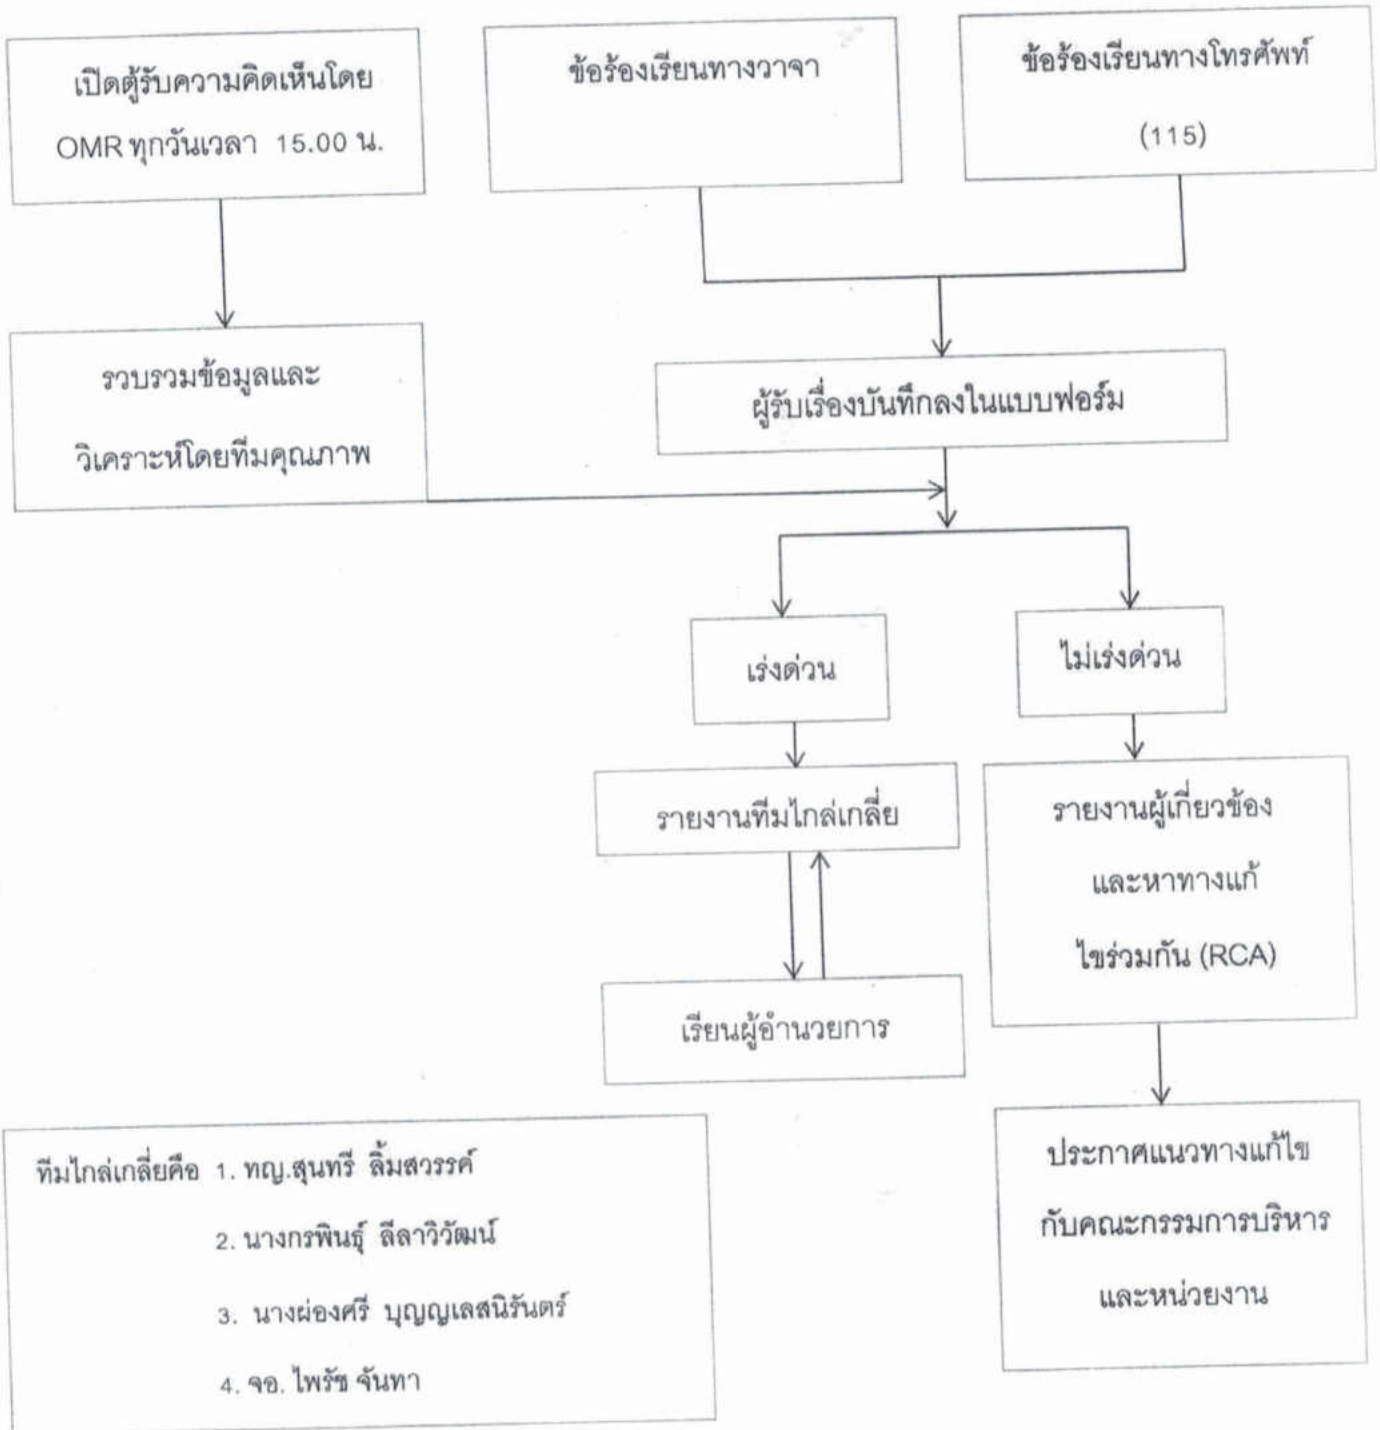 เปิดตู้รับความคิดเห็นโดย
OMR ทุกวันเวลา 15.00 น.
ข้อร้องเรียนทางวาจา
ข้อร้องเรียนทางโทรศัพท์
(115)
รวบรวมข้อมูลและ
วิเคราะห์โดยทีมคุณภาพ
ผู้รับเรื่องบันทึกลงในแบบฟอร์ม
เร่งด่วน
ไม่เร่งด่วน
รายงานทีมไกล่เกลี่ย
รายงานผู้เกี่ยวข้อง
และหาทางแก้
ไขร่วมกัน (RCA)
เรียนผู้อำนวยการ
ประกาศแนวทางแก้ไข
กับคณะกรรมการบริหาร
และหน่วยงาน
ทีมไกล่เกลี่ยคือ 1. ทญ.สุนทรี ลิ้มสวรรค์
2. นางกรพินธุ์ ลีลาวิวัฒน์
3. นางผ่องศรี บุญญเลสนิรันตร์
4. จอ. ไพรัช จันทา